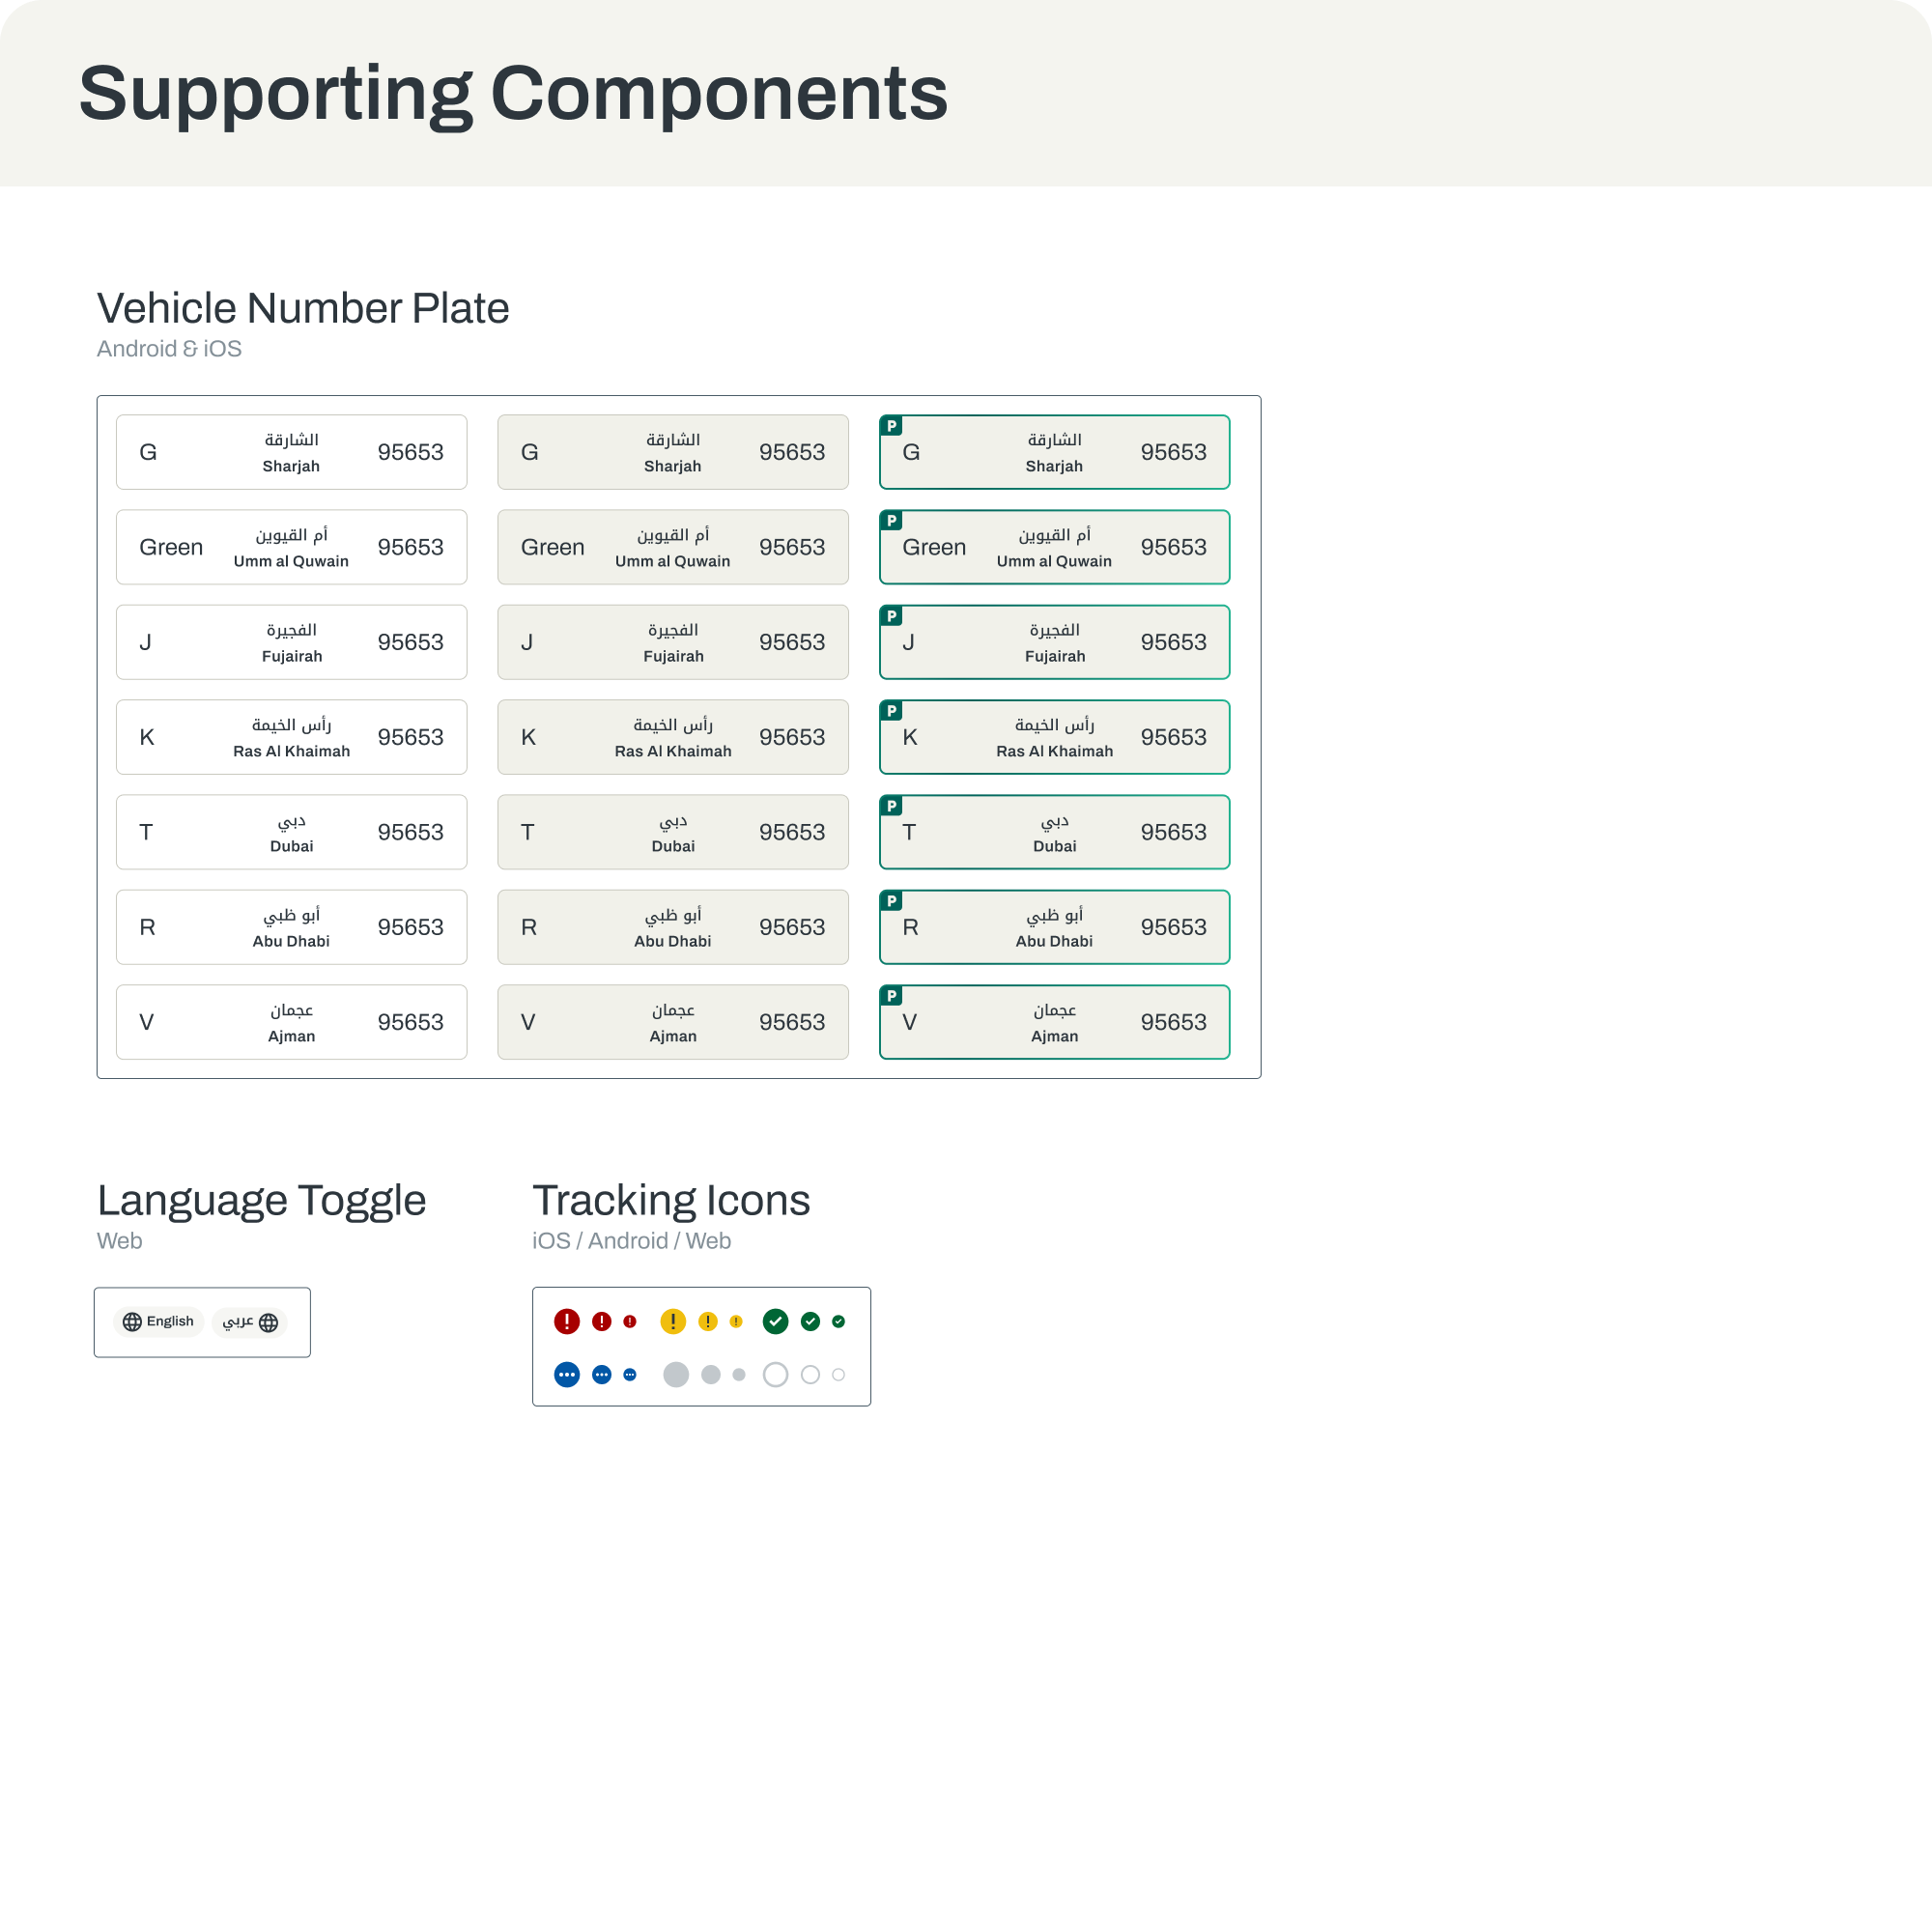 Supporting Components
Vehicle Number Plate
Android & iOS
G الشارقة Sharjah 95653
G الشارقة Sharjah 95653
P G الشارقة Sharjah 95653
Green أم القيوين Umm al Quwain 95653
Green أم القيوين Umm al Quwain 95653
P Green أم القيوين Umm al Quwain 95653
J الفجيرة Fujairah 95653
J الفجيرة Fujairah 95653
P J الفجيرة Fujairah 95653
K رأس الخيمة Ras Al Khaimah 95653
K رأس الخيمة Ras Al Khaimah 95653
P K رأس الخيمة Ras Al Khaimah 95653
T دبي Dubai 95653
T دبي Dubai 95653
P T دبي Dubai 95653
R أبو ظبي Abu Dhabi 95653
R أبو ظبي Abu Dhabi 95653
P R أبو ظبي Abu Dhabi 95653
V عجمان Ajman 95653
V عجمان Ajman 95653
P V عجمان Ajman 95653
Language Toggle
Web
English
عربي
Tracking Icons
iOS / Android / Web